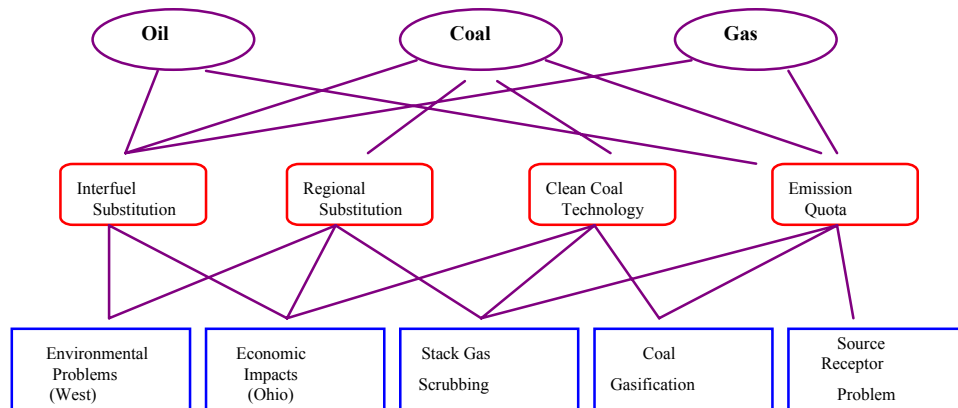 Oil
Coal
Gas
Interfuel
Substitution
Regional
Substitution
Clean Coal
Technology
Emission
Quota
Environmental
Problems
(West)
Economic
Impacts
(Ohio)
Stack Gas
Scrubbing
Coal
Gasification
Source
Receptor
Problem